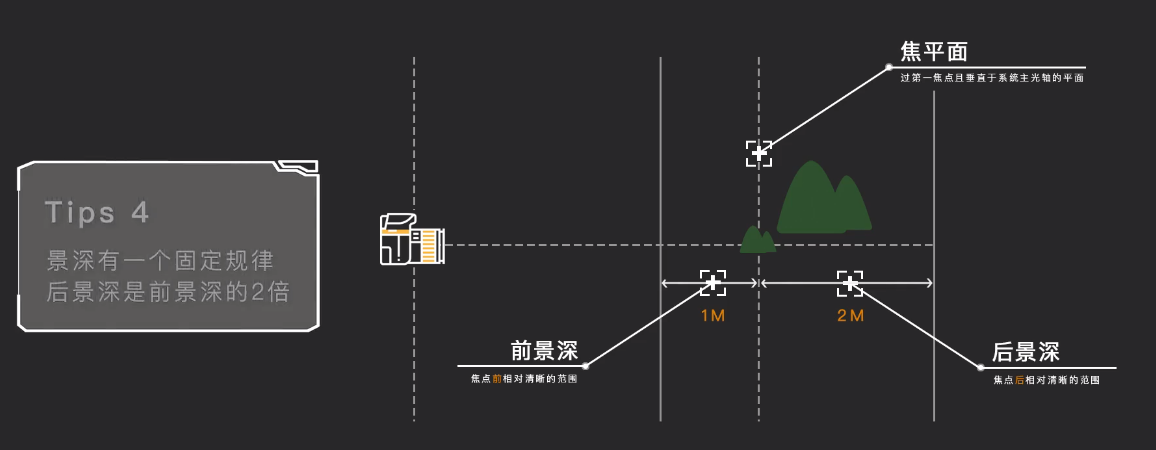 焦平面
过第一焦点且垂直于系统主光轴的平面
Tips 4
景深有一个固定规律
后景深是前景深的2倍
1M
2M
前景深
焦点前相对清晰的范围
后景深
焦点后相对清晰的范围